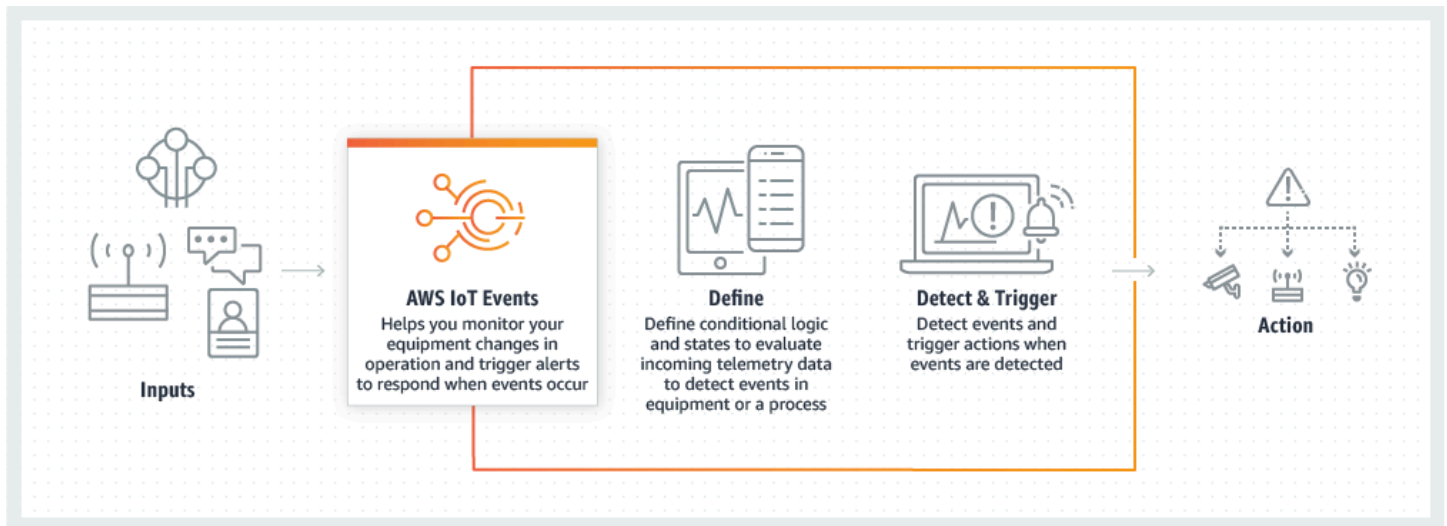 Inputs
AWS IoT Events
Helps you monitor your
equipment changes in
operation and trigger alerts
to respond when events occur
Define
Define conditional logic
and states to evaluate
incoming telemetry data
to detect events in
equipment or a process
Detect & Trigger
Detect events and
trigger actions when
events are detected
Action